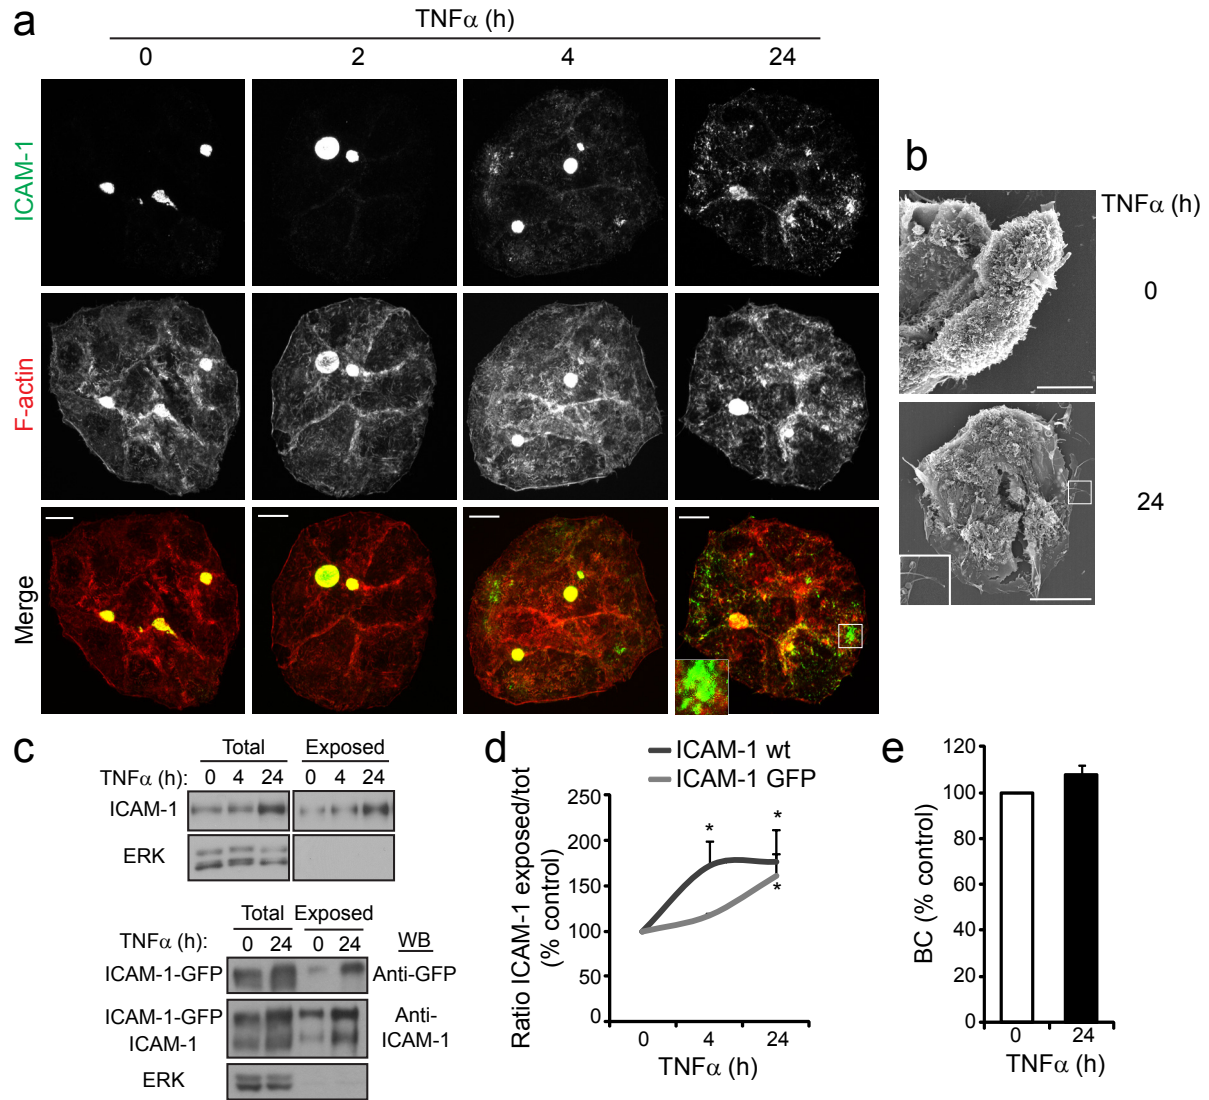 a
TNFα (h)
0 2 4 24
ICAM-1
F-actin
Merge
b
TNFα (h)
0
24
c
Total Exposed
TNFα (h): 0 4 24 0 4 24
ICAM-1
ERK
Total Exposed
TNFα (h): 0 24 0 24 WB
ICAM-1-GFP Anti-GFP
ICAM-1-GFP Anti-
ICAM-1 ICAM-1
ERK
d
ICAM-1 wt
ICAM-1 GFP
Ratio ICAM-1 exposed/tot
(% control)
250
200
150
100
50
0
* *
*
0 4 24
TNFα (h)
e
BC (% control)
120
100
80
60
40
20
0
0 24
TNFα (h)